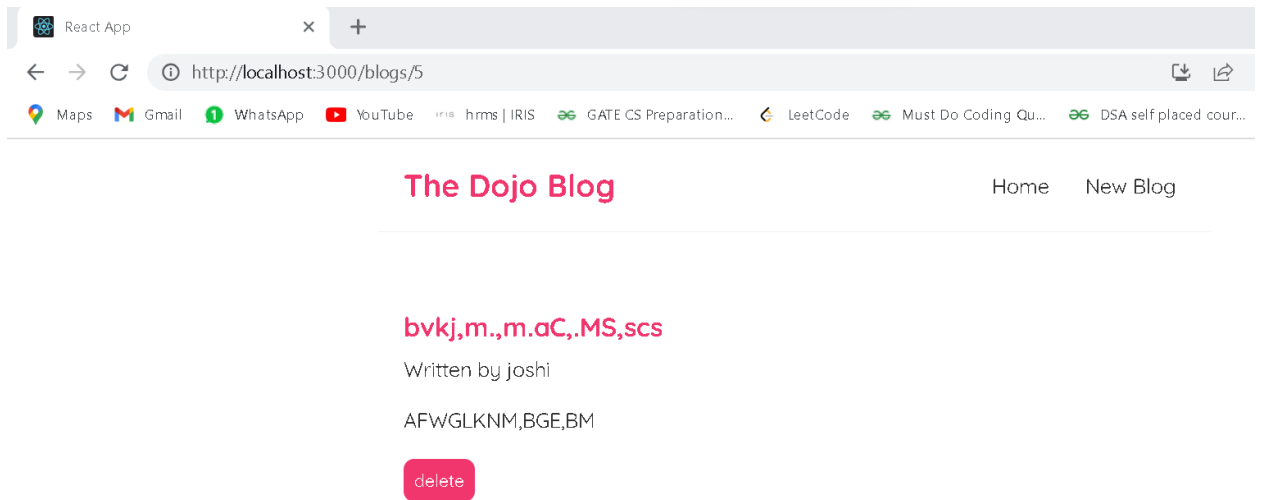 React App
http://localhost:3000/blogs/5
Maps Gmail 1 WhatsApp YouTube IRIS hrms | IRIS GATE CS Preparation... LeetCode Must Do Coding Qu... DSA self placed cour...
The Dojo Blog Home New Blog
bvkj,m.,m.aC,.MS,scs
Written by joshi
AFWGLKNM,BGE,BM
delete